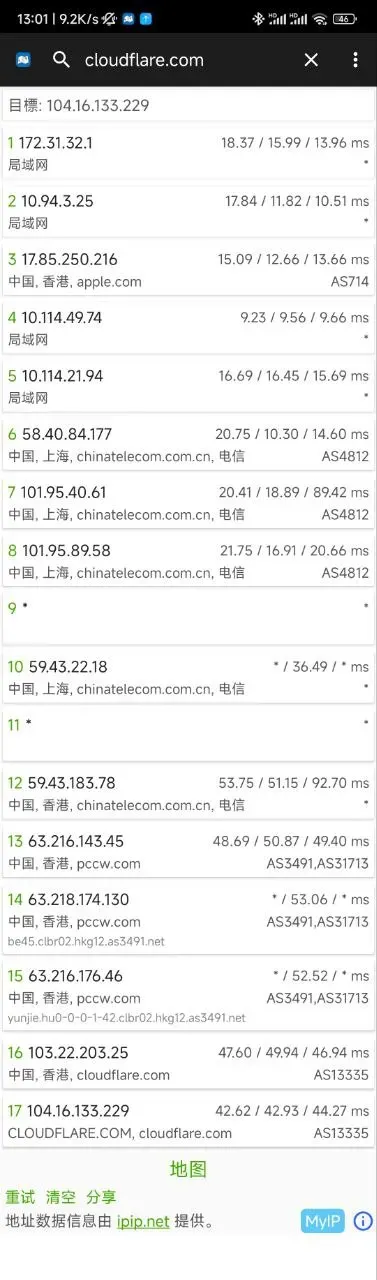 13:01 | 9.2K/s
46
cloudflare.com
目標: 104.16.133.229
1 172.31.32.1 18.37 / 15.99 / 13.96 ms
局域网 *
2 10.94.3.25 17.84 / 11.82 / 10.51 ms
局域网 *
3 17.85.250.216 15.09 / 12.66 / 13.66 ms
中国, 香港, apple.com AS714
4 10.114.49.74 9.23 / 9.56 / 9.66 ms
局域网 *
5 10.114.21.94 16.69 / 16.45 / 15.69 ms
局域网 *
6 58.40.84.177 20.75 / 10.30 / 14.60 ms
中国, 上海, chinatelecom.com.cn, 电信 AS4812
7 101.95.40.61 20.41 / 18.89 / 89.42 ms
中国, 上海, chinatelecom.com.cn, 电信 AS4812
8 101.95.89.58 21.75 / 16.91 / 20.66 ms
中国, 上海, chinatelecom.com.cn, 电信 AS4812
9 * *
10 59.43.22.18 * / 36.49 / * ms
中国, 上海, chinatelecom.com.cn, 电信 *
11 * *
12 59.43.183.78 53.75 / 51.15 / 92.70 ms
中国, 香港, chinatelecom.com.cn, 电信 *
13 63.216.143.45 48.69 / 50.87 / 49.40 ms
中国, 香港, pccw.com AS3491,AS31713
14 63.218.174.130 * / 53.06 / * ms
中国, 香港, pccw.com AS3491,AS31713
be45.clbr02.hkg12.as3491.net
15 63.216.176.46 * / 52.52 / * ms
中国, 香港, pccw.com AS3491,AS31713
yunjie.hu0-0-0-1-42.clbr02.hkg12.as3491.net
16 103.22.203.25 47.60 / 49.94 / 46.94 ms
中国, 香港, cloudflare.com AS13335
17 104.16.133.229 42.62 / 42.93 / 44.27 ms
CLOUDFLARE.COM, cloudflare.com AS13335
地图
重试 清空 分享
地址数据信息由 ipip.net 提供。 MyIP